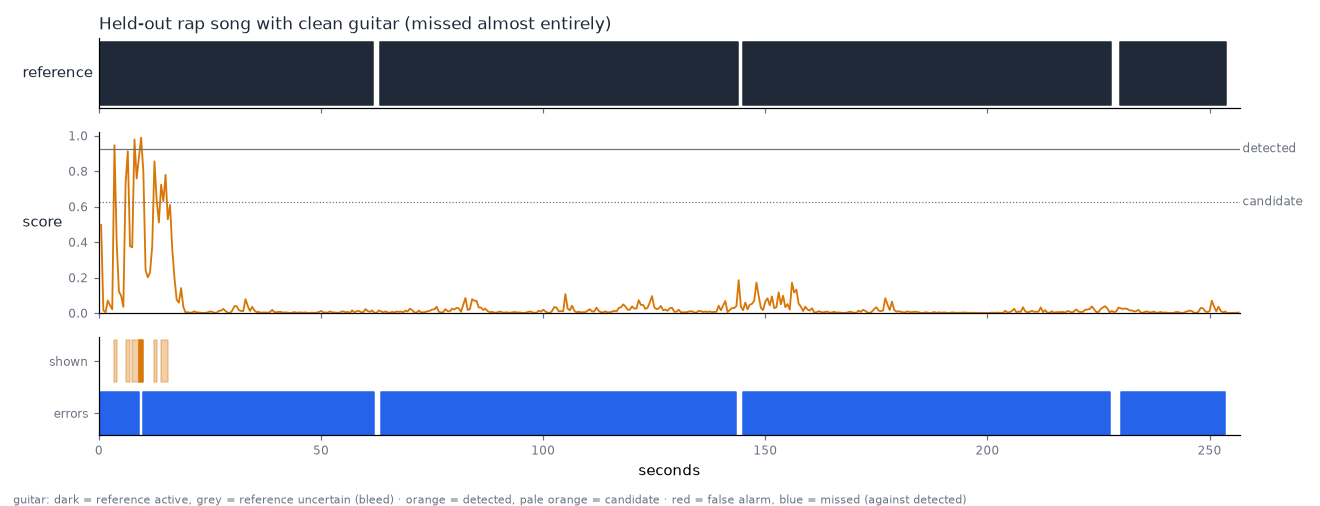 Held-out rap song with clean guitar (missed almost entirely)
reference
1.0
detected
0.8
candidate
0.6
score
0.4
0.2
0.0
shown
errors
0 50 100 150 200 250
seconds
guitar: dark = reference active, grey = reference uncertain (bleed) · orange = detected, pale orange = candidate · red = false alarm, blue = missed (against detected)